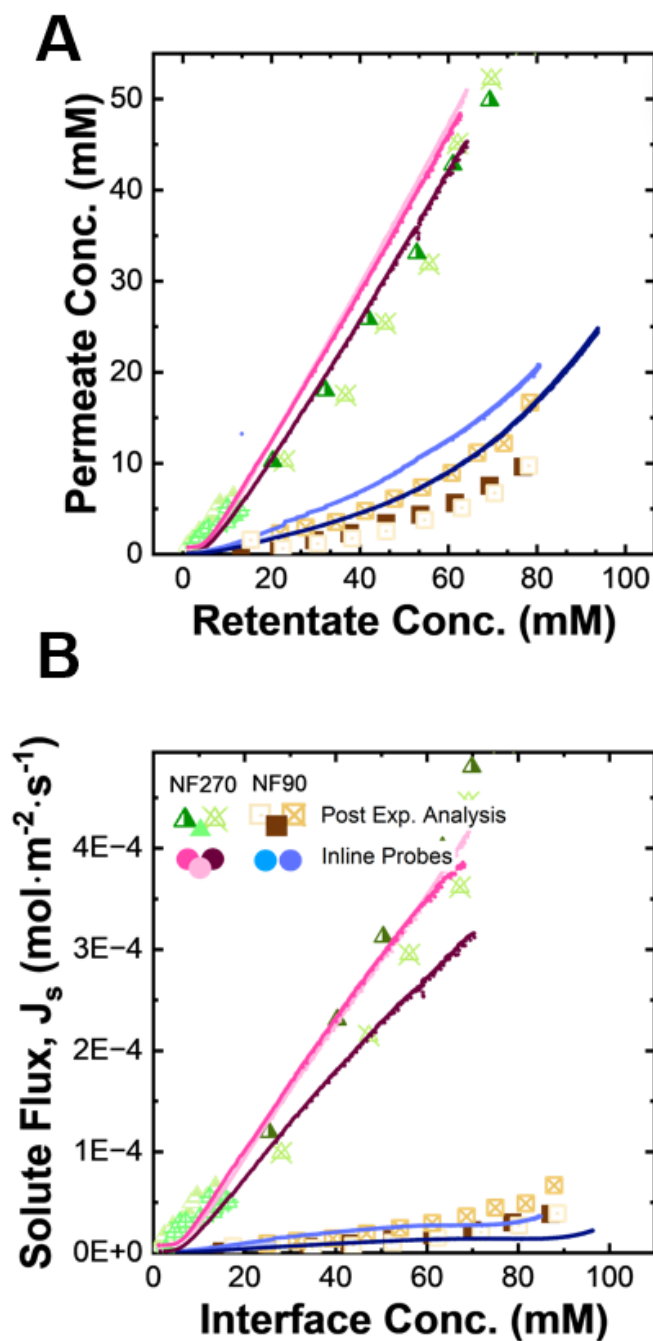 A
Permeate Conc. (mM)
50
40
30
20
10
0
0 20 40 60 80 100
Retentate Conc. (mM)
B
Solute Flux, Jₛ (mol·m⁻²·s⁻¹)
NF270 NF90
Post Exp. Analysis
Inline Probes
4E−4
3E−4
2E−4
1E−4
0E+0
0 20 40 60 80 100
Interface Conc. (mM)